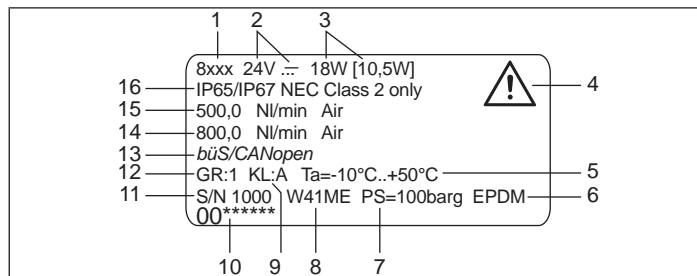 1 2 3
8xxx 24V ⎓ 18W [10,5W]
16 IP65/IP67 NEC Class 2 only 4
15 500,0 Nl/min Air
14 800,0 Nl/min Air
13 büS/CANopen
12 GR:1 KL:A Ta=-10°C..+50°C 5
11 S/N 1000 W41ME PS=100barg EPDM 6
00******
10 9 8 7